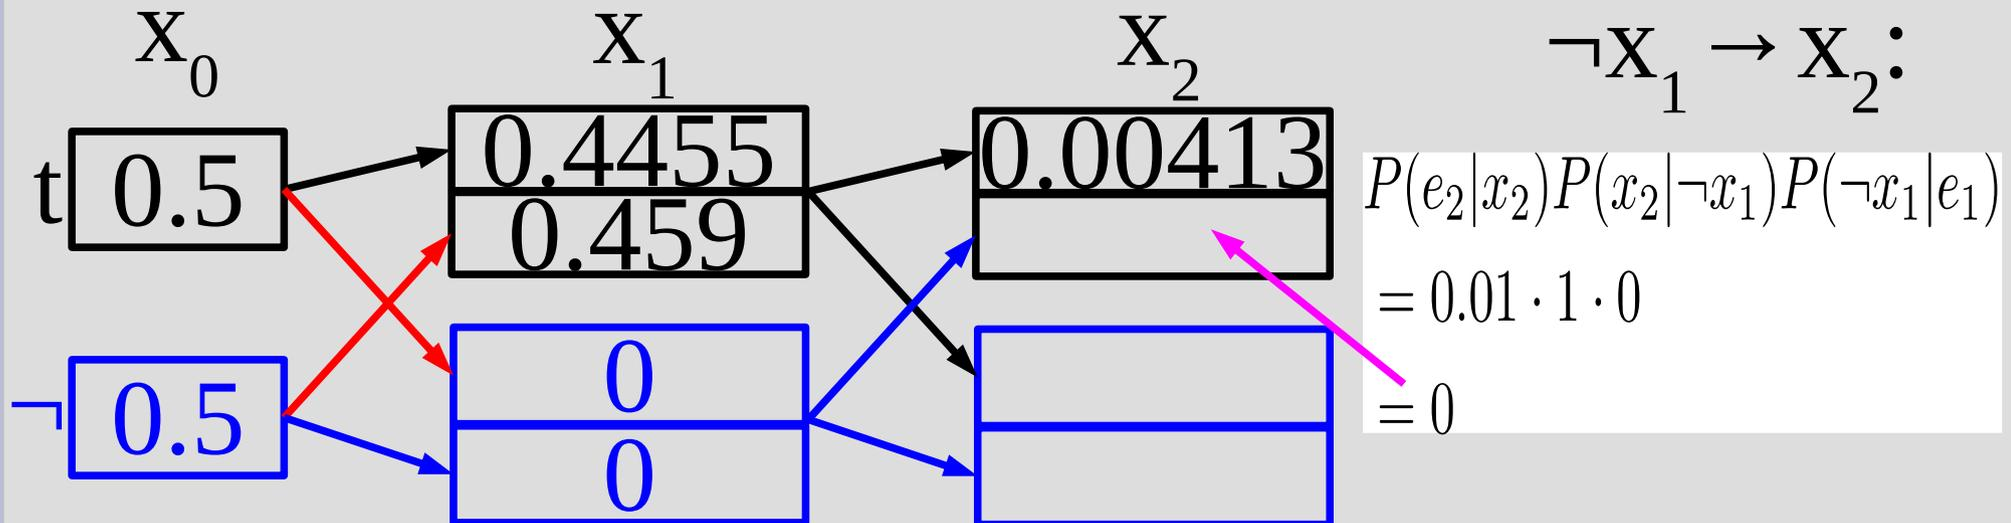 x₀ x₁ x₂ ¬x₁ → x₂:
0.4455 0.00413
t 0.5 P(e₂|x₂)P(x₂|¬x₁)P(¬x₁|e₁)
0.459
= 0.01 · 1 · 0
0
¬ 0.5 = 0
0